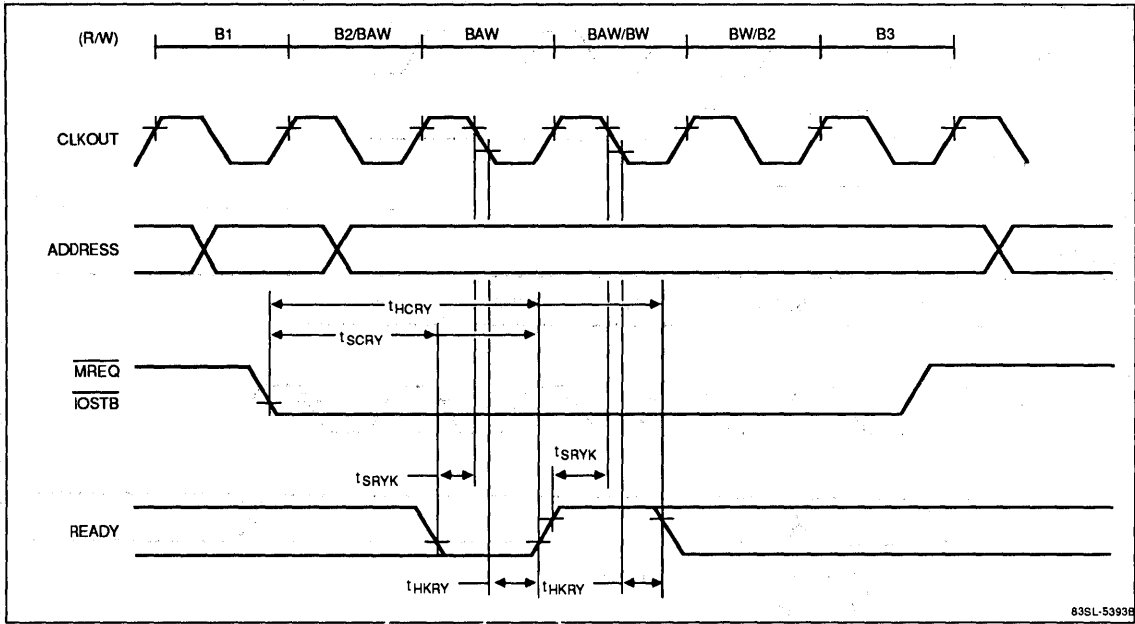 (R/W) B1 B2/BAW BAW BAW/BW BW/B2 B3
CLKOUT
ADDRESS
tHCRY
tSCRY
MREQ
IOSTB
tSRYK tSRYK
READY
tHKRY tHKRY
83SL-5393B